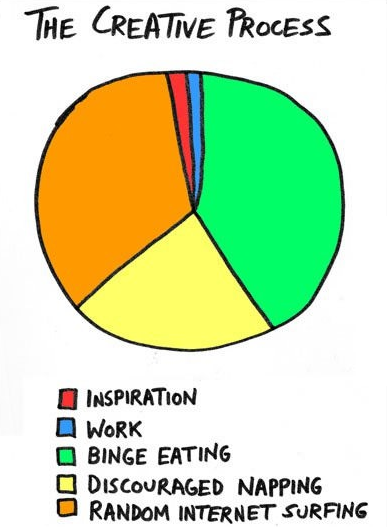 THE CREATIVE PROCESS
INSPIRATION
WORK
BINGE EATING
DISCOURAGED NAPPING
RANDOM INTERNET SURFING